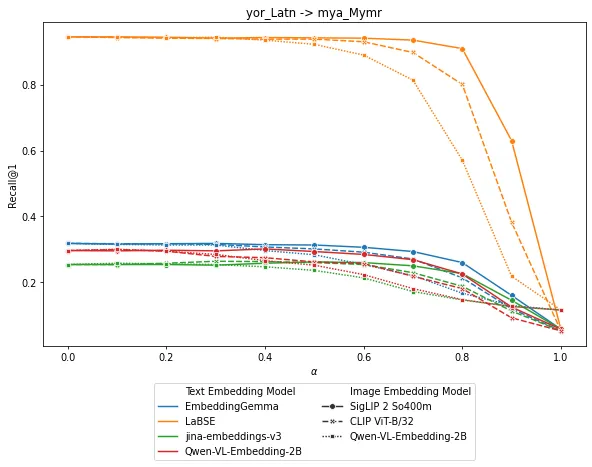 yor_Latn -> mya_Mymr
Recall@1
0.8
0.6
0.4
0.2
0.0 0.2 0.4 0.6 0.8 1.0
α
Text Embedding Model
EmbeddingGemma
LaBSE
jina-embeddings-v3
Qwen-VL-Embedding-2B
Image Embedding Model
SigLIP 2 So400m
CLIP ViT-B/32
Qwen-VL-Embedding-2B